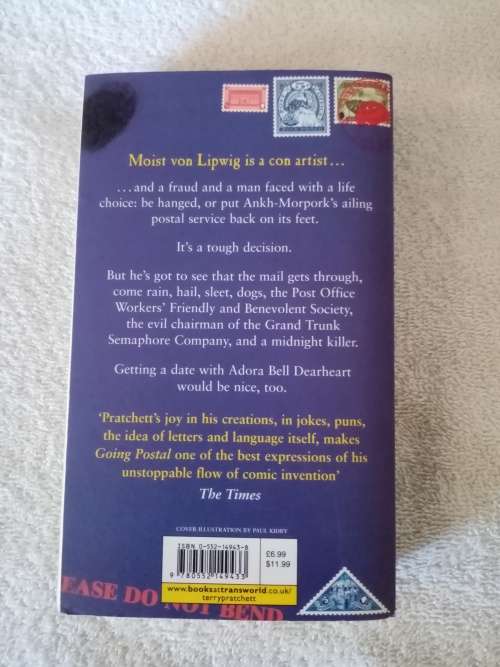 Moist von Lipwig is a con artist...
...and a fraud and a man faced with a life
choice: be hanged, or put Ankh-Morpork's ailing
postal service back on its feet.
It's a tough decision.
But he's got to see that the mail gets through,
come rain, hail, sleet, dogs, the Post Office
Workers' Friendly and Benevolent Society,
the evil chairman of the Grand Trunk
Semaphore Company, and a midnight killer.
Getting a date with Adora Bell Dearheart
would be nice, too.
'Pratchett's joy in his creations, in jokes, puns,
the idea of letters and language itself, makes
Going Postal one of the best expressions of his
unstoppable flow of comic invention'
The Times
COVER ILLUSTRATION BY PAUL KIDBY
ISBN 0-552-14943-8
£6.99
$11.99
9 780552 149433
www.booksattransworld.co.uk/
terrypratchett
EASE DO NOT BEND